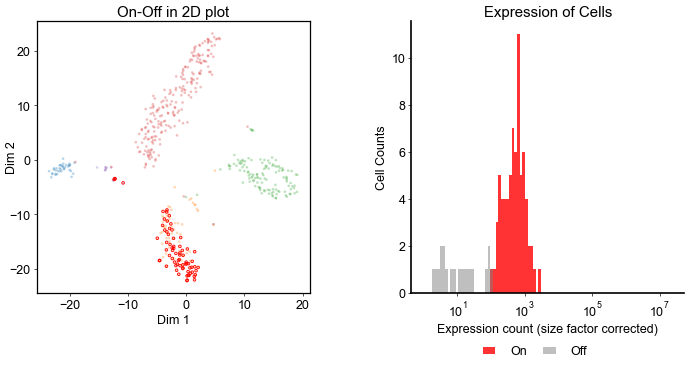 On-Off in 2D plot
20
10
0
−10
−20
Dim 2
−20
−10
0
10
20
Dim 1
Expression of Cells
10
8
6
4
2
0
Cell Counts
10^1
10^3
10^5
10^7
Expression count (size factor corrected)
On
Off